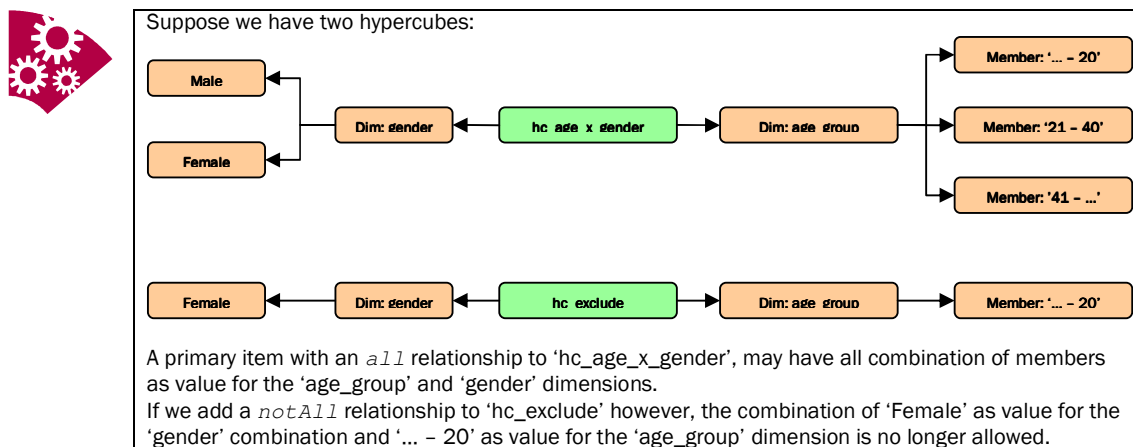 Suppose we have two hypercubes:
Member: ‘... – 20’
Male
Dim: gender
hc_age_x_gender
Dim: age_group
Member: ‘21 – 40’
Female
Member: ‘41 – ...’
Female
Dim: gender
hc_exclude
Dim: age_group
Member: ‘... – 20’
A primary item with an all relationship to ‘hc_age_x_gender’, may have all combination of members
as value for the ‘age_group’ and ‘gender’ dimensions.
If we add a notAll relationship to ‘hc_exclude’ however, the combination of ‘Female’ as value for the
‘gender’ combination and ‘... – 20’ as value for the ‘age_group’ dimension is no longer allowed.